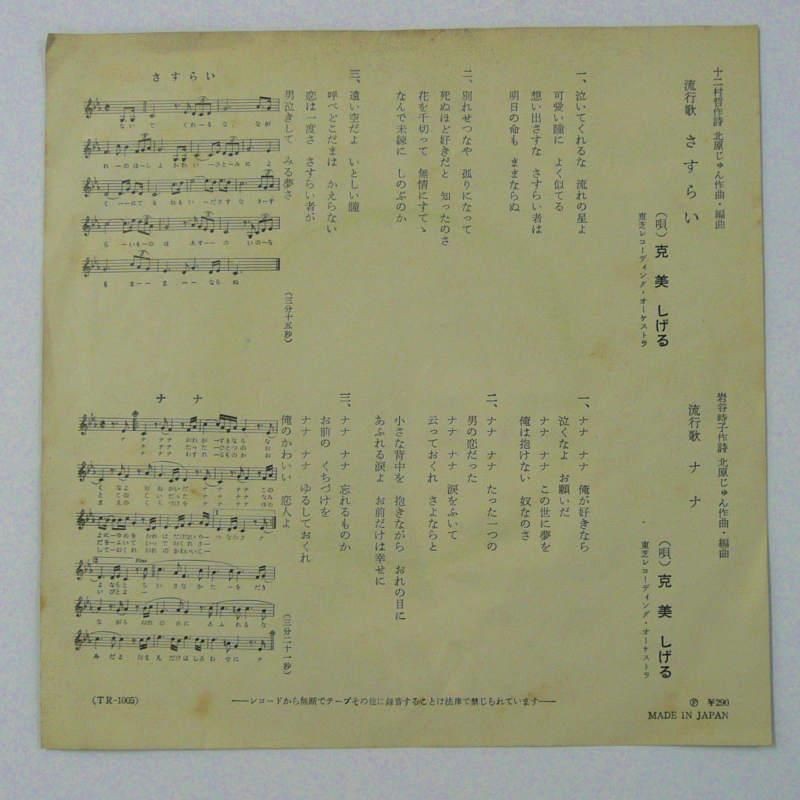 十二村哲作詩 北原じゅん作曲・編曲
流行歌 さすらい
(唄) 克美しげる
東芝レコーディング・オーケストラ
一、泣いてくれるな 流れの星よ
可愛い瞳に よく似てる
想い出さすな さすらい者は
明日の命も ままならぬ
二、別れせつなや 孤りになって
死ぬほど好きだと 知ったのさ
花を千切って 無情にすてゝ
なんで未練に しのぶのか
三、遠い空だよ いとしい瞳
呼べどこだまは かえらない
恋は一度さ さすらい者が
男泣きして みる夢さ
(三分十五秒)
さすらい
岩谷時子作詩 北原じゅん作曲・編曲
流行歌 ナナ
(唄) 克美しげる
東芝レコーディング・オーケストラ
一、ナナ ナナ 俺が好きなら
泣くなよ お願いだ
ナナ ナナ この世に夢を
俺は抱けない 奴なのさ
二、ナナ ナナ たった一つの
男の恋だった
ナナ ナナ 涙をふいて
云っておくれ さよならと
小さな背中を 抱きながら おれの目に
あふれる涙よ お前だけは幸せに
三、ナナ ナナ 忘れるものか
お前の くちづけを
ナナ ナナ ゆるしておくれ
俺のかわいい 恋人よ
(三分二十一秒)
ナナ
Fine
(TR-1005)
──レコードから無断でテープその他に録音することは法律で禁じられています──
Ⓟ ¥290
MADE IN JAPAN